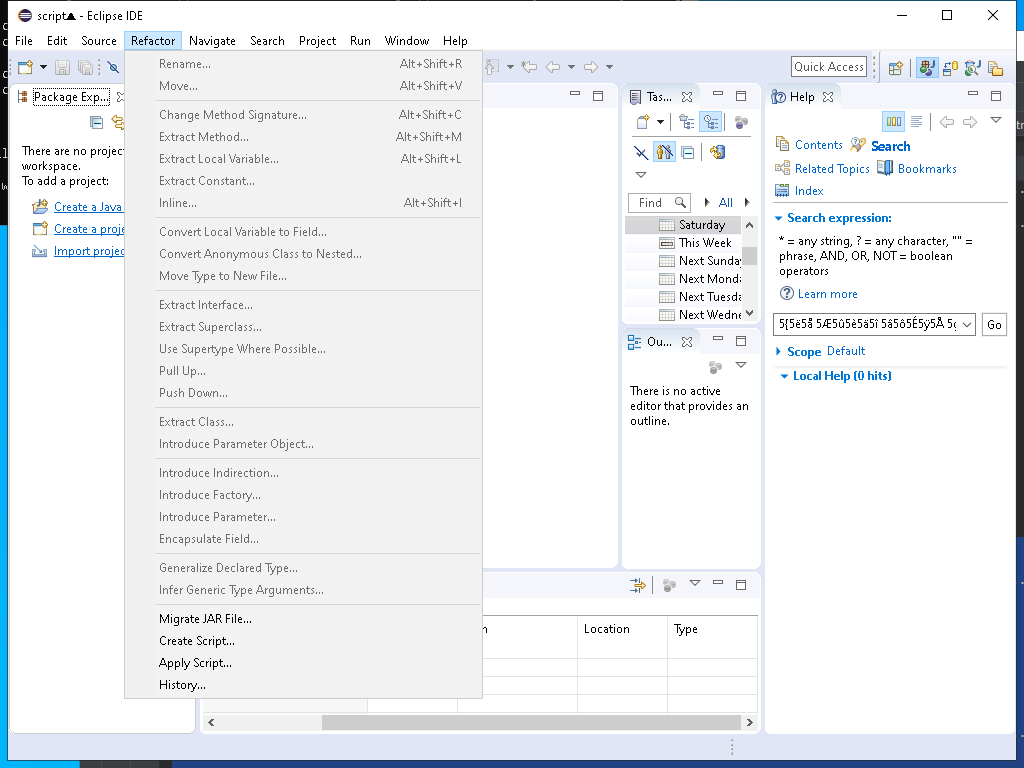 script▲ - Eclipse IDE
File Edit Source Refactor Navigate Search Project Run Window Help
Quick Access
Rename... Alt+Shift+R
Move... Alt+Shift+V
Change Method Signature... Alt+Shift+C
Extract Method... Alt+Shift+M
Extract Local Variable... Alt+Shift+L
Extract Constant...
Inline... Alt+Shift+I
Convert Local Variable to Field...
Convert Anonymous Class to Nested...
Move Type to New File...
Extract Interface...
Extract Superclass...
Use Supertype Where Possible...
Pull Up...
Push Down...
Extract Class...
Introduce Parameter Object...
Introduce Indirection...
Introduce Factory...
Introduce Parameter...
Encapsulate Field...
Generalize Declared Type...
Infer Generic Type Arguments...
Migrate JAR File...
Create Script...
Apply Script...
History...
Package Exp...
There are no projec
workspace.
To add a project:
Create a Java
Create a proje
Import projec
Tas...
Find All
Saturday
This Week
Next Sunda
Next Monda
Next Tuesda
Next Wedne
Ou...
There is no active
editor that provides an
outline.
Location Type
Help
Contents Search
Related Topics Bookmarks
Index
Search expression:
* = any string, ? = any character, "" =
phrase, AND, OR, NOT = boolean
operators
Learn more
Go
Scope Default
Local Help (0 hits)